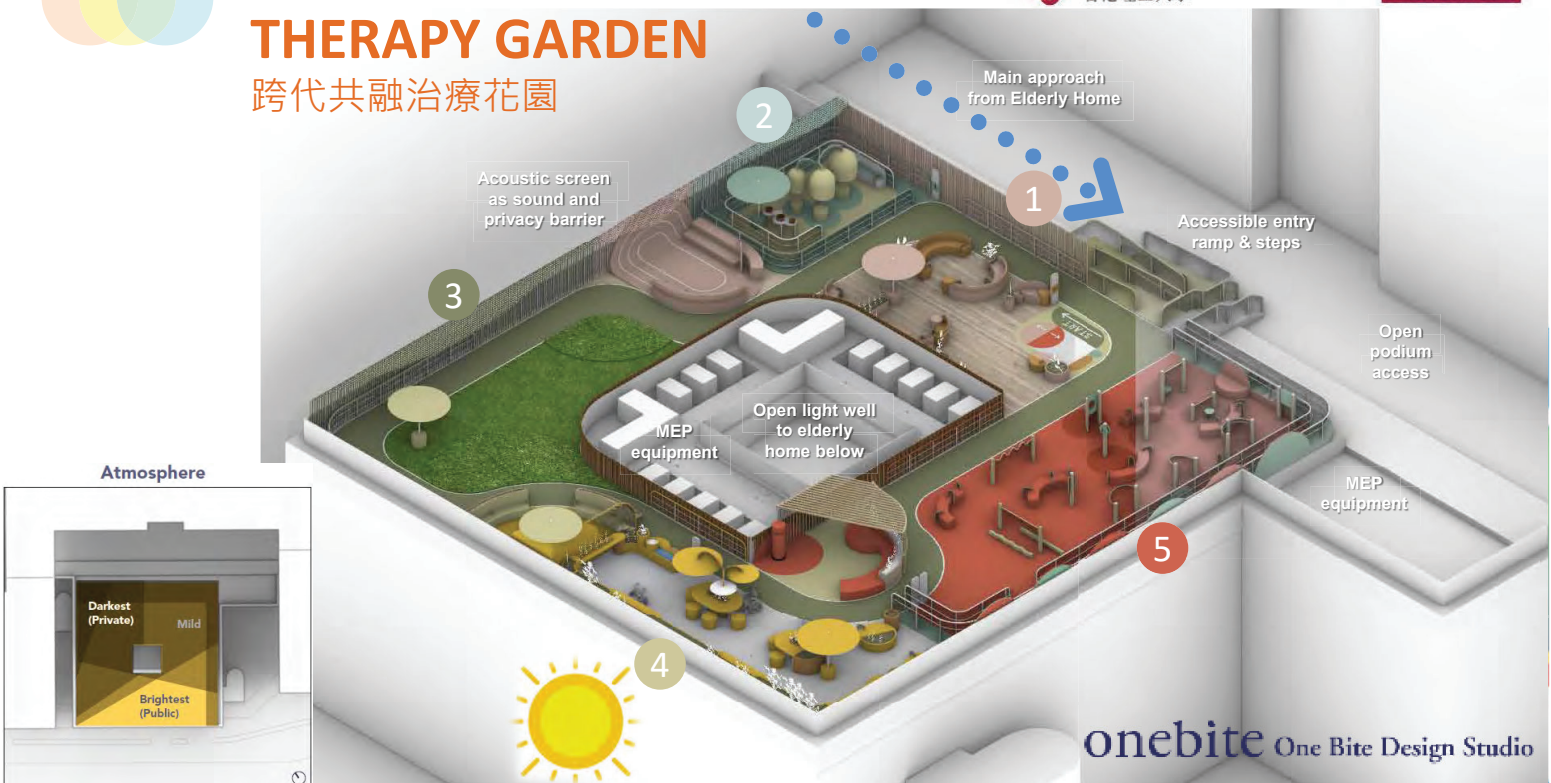 THERAPY GARDEN
跨代共融治療花園
Main approach
from Elderly Home
2
Acoustic screen
as sound and
privacy barrier
1
Accessible entry
ramp & steps
3
START
Open
podium
access
Open light well
to elderly
home below
MEP
equipment
MEP
equipment
5
4
Atmosphere
Darkest
(Private)
Mild
Brightest
(Public)
onebite One Bite Design Studio